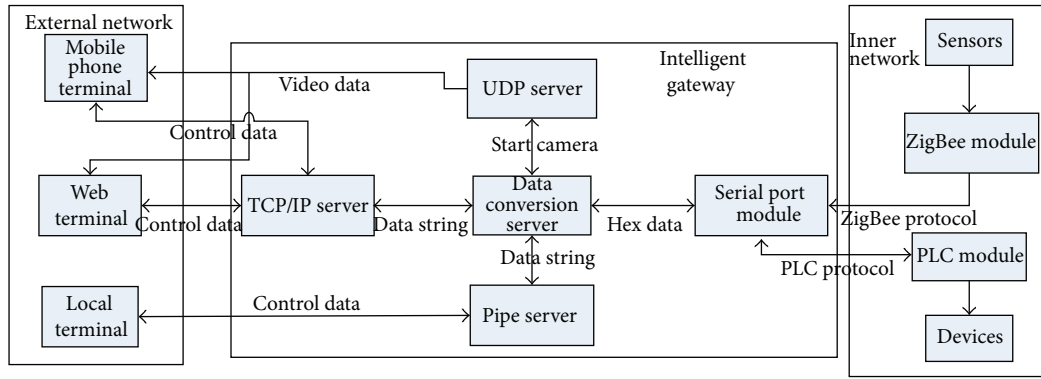 External network
Mobile
phone
terminal
Video data
Control data
Web
terminal
Control data
Local
terminal
Control data
Intelligent
gateway
UDP server
Start camera
TCP/IP server
Data string
Data
conversion
server
Hex data
Serial port
module
Data string
Pipe server
Inner
network
Sensors
ZigBee module
ZigBee protocol
PLC module
PLC protocol
Devices